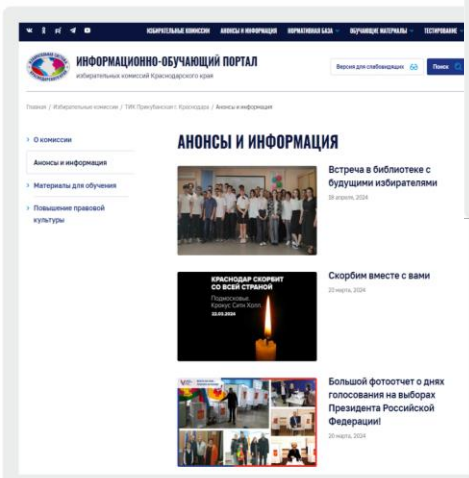 ИЗБИРАТЕЛЬНЫЕ КОМИССИИ АНОНСЫ И ИНФОРМАЦИЯ НОРМАТИВНАЯ БАЗА ОБУЧАЮЩИЕ МАТЕРИАЛЫ ТЕСТИРОВАНИЕ
ИНФОРМАЦИОННО-ОБУЧАЮЩИЙ ПОРТАЛ
избирательных комиссий Краснодарского края
Версия для слабовидящих
Поиск
Главная / Избирательные комиссии / ТИК Прикубанская г. Краснодара / Анонсы и информация
О комиссии
Анонсы и информация
Материалы для обучения
Повышение правовой
культуры
АНОНСЫ И ИНФОРМАЦИЯ
Встреча в библиотеке с
будущими избирателями
апреля, 2024
КРАСНОДАР СКОРБИТ
СО ВСЕЙ СТРАНОЙ
Подмосковье.
Крокус Сити Холл.
22.03.2024
Скорбим вместе с вами
марта, 2024
Большой фотоотчет о днях
голосования на выборах
Президента Российской
Федерации!
марта, 2024